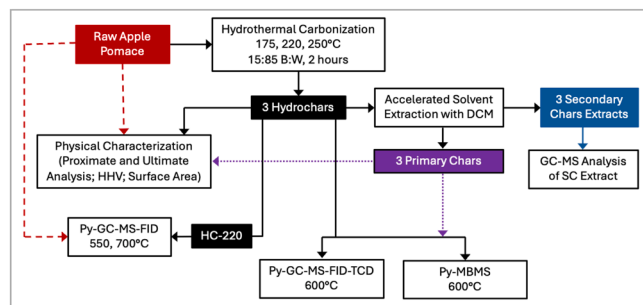 Raw Apple
Pomace
Hydrothermal Carbonization
175, 220, 250°C
15:85 B:W, 2 hours
3 Hydrochars
Accelerated Solvent
Extraction with DCM
3 Secondary
Chars Extracts
Physical Characterization
(Proximate and Ultimate
Analysis; HHV; Surface Area)
3 Primary Chars
GC-MS Analysis
of SC Extract
Py-GC-MS-FID
550, 700°C
HC-220
Py-GC-MS-FID-TCD
600°C
Py-MBMS
600°C